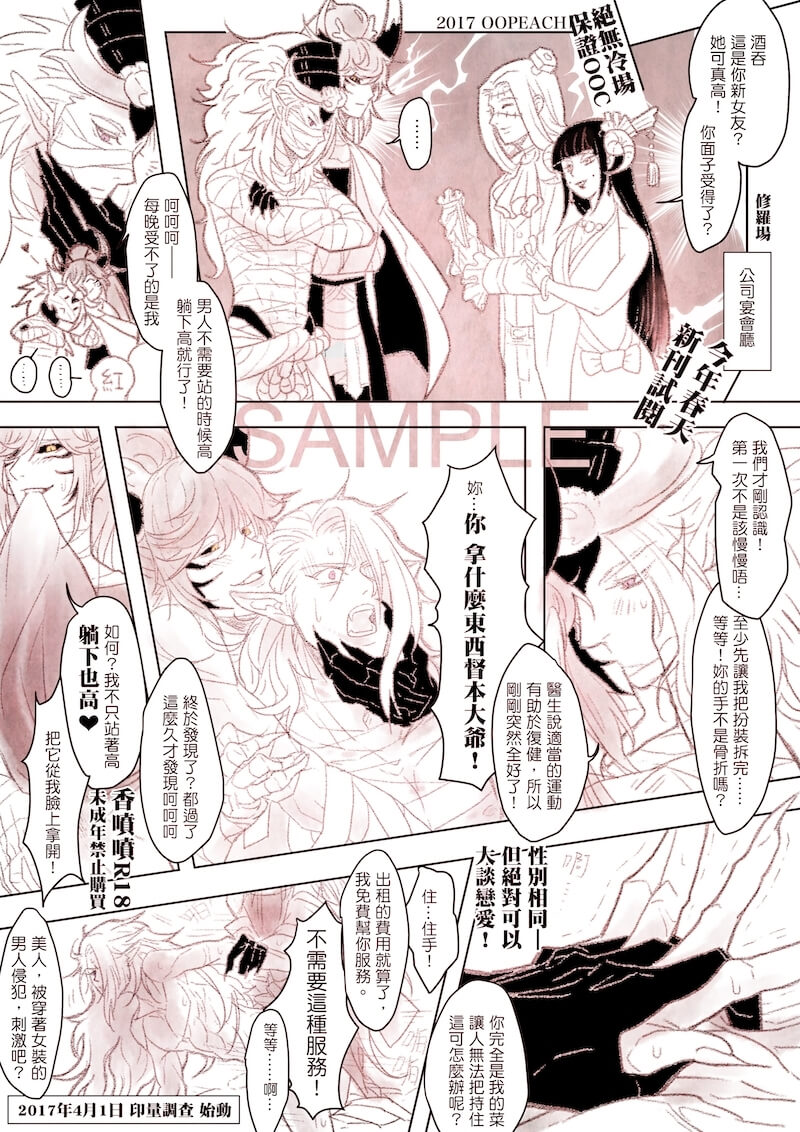 2017 OOPEACH
絕無冷場
保證OOC
酒吞
這是你新女友？
她可真高！
你面子受得了？
修羅場
公司宴會廳
今年春天
新刊試閱
……
呵呵呵——
每晚受不了的是我
男人不需要站的時候高
躺下高就行了！
……
……
紅
SAMPLE
我們才剛認識！
第一次不是該慢慢唔…
至少先讓我把扮裝拆完……
等等！妳的手不是骨折嗎？
妳…你 拿什麼東西督本大爺！
醫生說適當的運動
有助於復健，所以
剛剛突然全好了！
終於發現了？都過了
這麼久才發現呵呵呵
如何？我不只站著高
躺下也高♥
把它從我臉上拿開！
香噴噴R18
未成年禁止購買
性別相同—
但絕對可以
大談戀愛！
啊
你完全是我的菜
讓人無法把持住
這可怎麼辦呢？
住…住手！
出租的費用就算了，
我免費幫你服務。
不需要這種服務！
等等……啊…
美人，被穿著女裝的
男人侵犯，刺激吧？
2017年4月1日 印量調查 始動